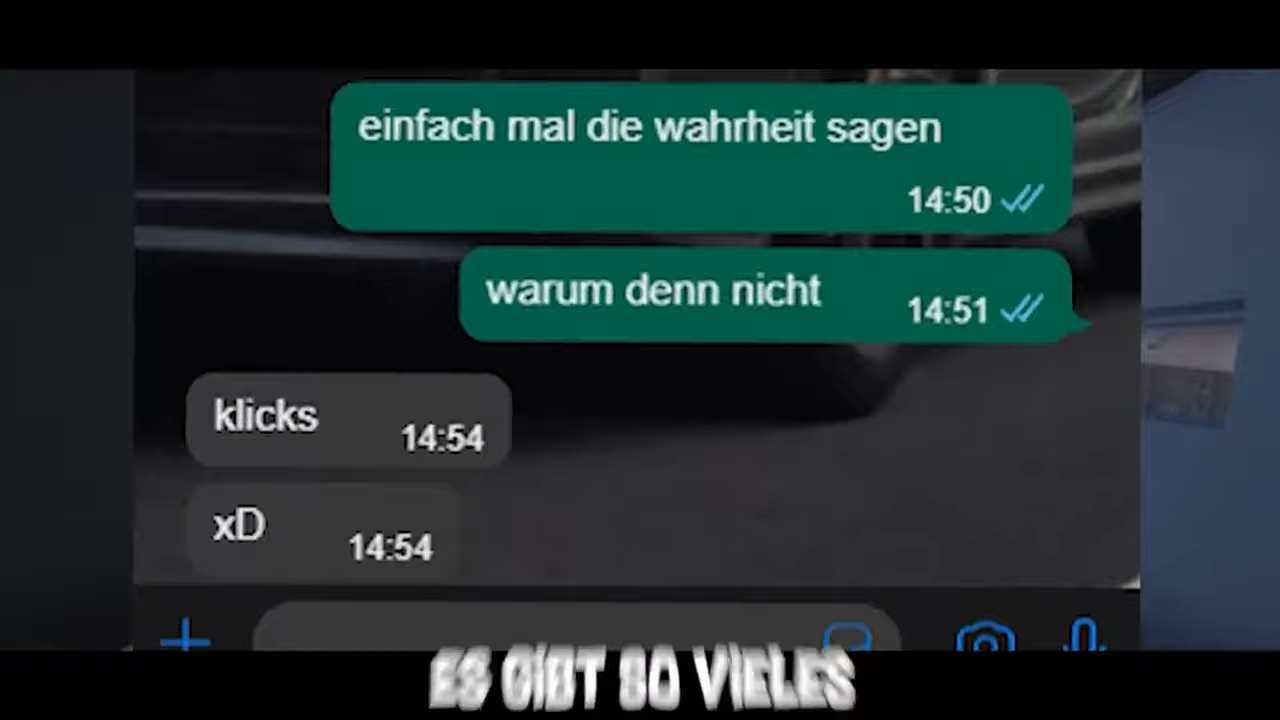 einfach mal die wahrheit sagen
14:50
warum denn nicht
14:51
klicks
14:54
xD
14:54
ES GiBT SO ViELES